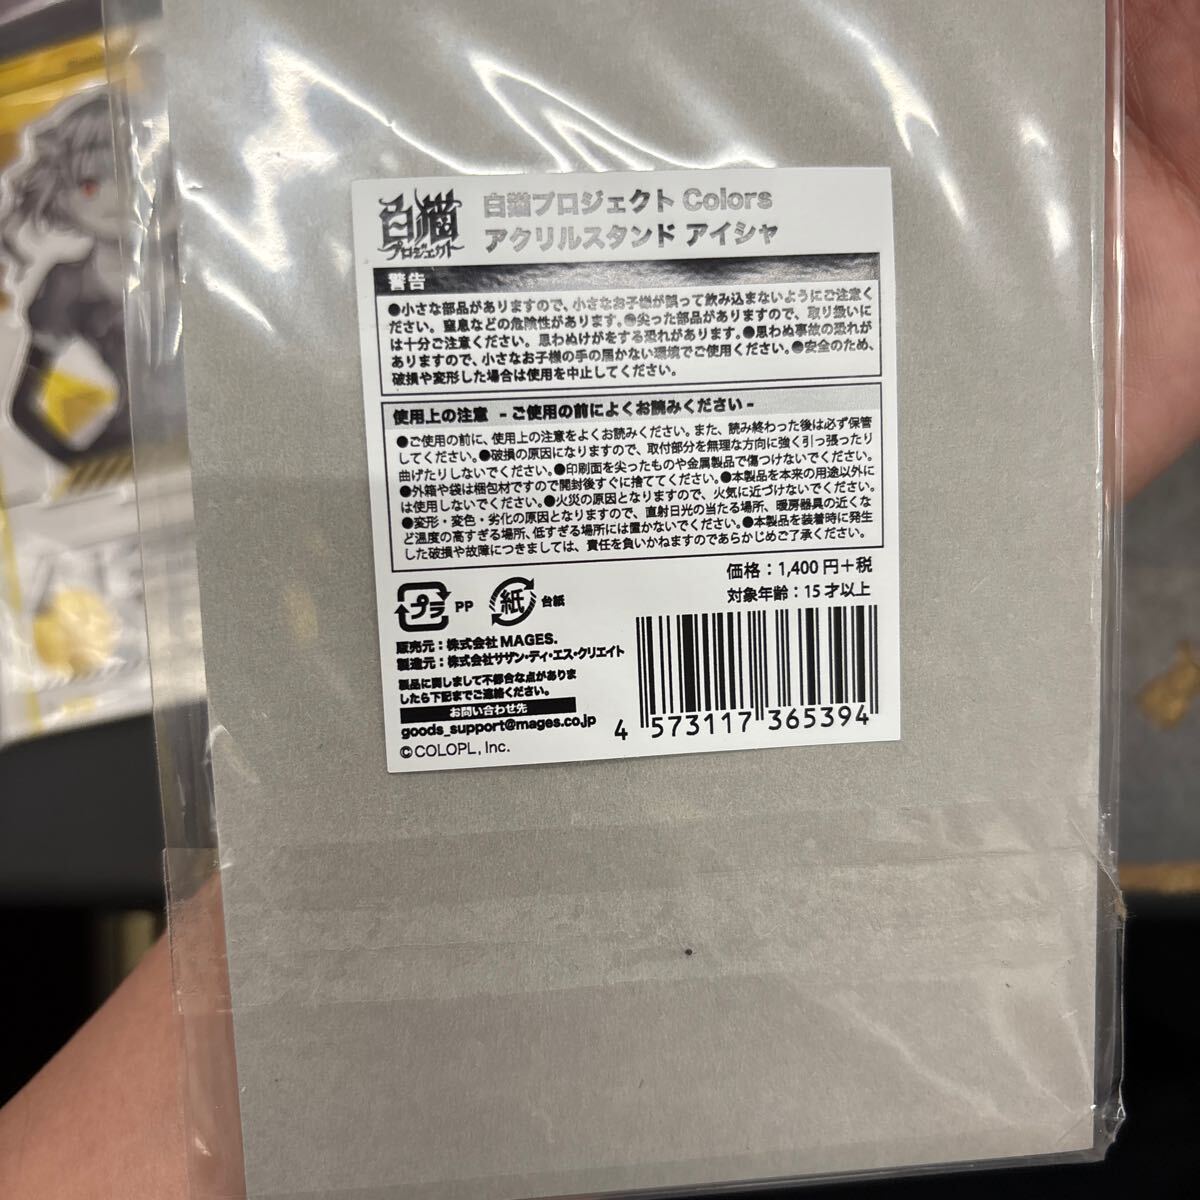 白猫
プロジェクト
白猫プロジェクト Colors
アクリルスタンド アイシャ
警告
●小さな部品がありますので、小さなお子様が誤って飲み込まないようにご注意く
ださい。窒息などの危険性があります。●尖った部品がありますので、取り扱いに
は十分ご注意ください。思わぬけがをする恐れがあります。●思わぬ事故の恐れが
ありますので、小さなお子様の手の届かない環境でご使用ください。●安全のため、
破損や変形した場合は使用を中止してください。
使用上の注意 -ご使用の前によくお読みください-
●ご使用の前に、使用上の注意をよくお読みください。また、読み終わった後は必ず保管
してください。●破損の原因になりますので、取付部分を無理な方向に強く引っ張ったり
曲げたりしないでください。●印刷面を尖ったものや金属製品で傷つけないでください。
●外箱や袋は梱包材ですので開封後すぐに捨ててください。●本製品を本来の用途以外に
は使用しないでください。●火災の原因となりますので、火気に近づけないでください。
●変形・変色・劣化の原因となりますので、直射日光の当たる場所、暖房器具の近くな
ど温度の高すぎる場所、低すぎる場所には置かないでください。●本製品を装着時に発生
した破損や故障につきましては、責任を負いかねますのであらかじめご了承ください。
価格：1,400円+税
対象年齢：15才以上
プラ PP 紙 台紙
販売元：株式会社MAGES.
製造元：株式会社サザン・ディ・エス・クリエイト
製品に関しまして不都合な点がありま
したら下記までご連絡ください。
お問い合わせ先
goods_support@mages.co.jp
©COLOPL, Inc.
4 573117 365394